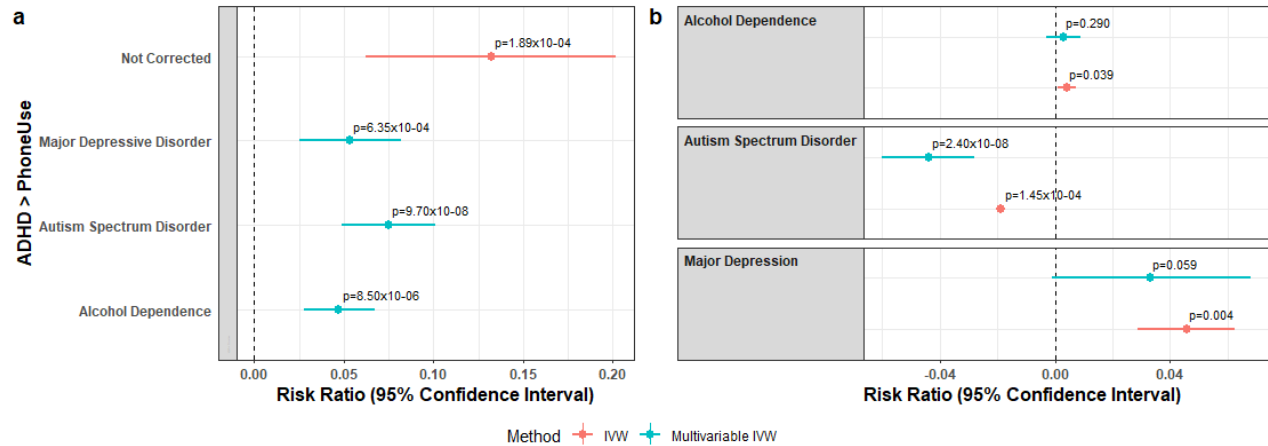 a
ADHD > PhoneUse
Not Corrected
p=1.89x10-04
Major Depressive Disorder
p=6.35x10-04
Autism Spectrum Disorder
p=9.70x10-08
Alcohol Dependence
p=8.50x10-06
0.00 0.05 0.10 0.15 0.20
Risk Ratio (95% Confidence Interval)
b
Alcohol Dependence
p=0.290
p=0.039
Autism Spectrum Disorder
p=2.40x10-08
p=1.45x10-04
Major Depression
p=0.059
p=0.004
-0.04 0.00 0.04
Risk Ratio (95% Confidence Interval)
Method IVW Multivariable IVW